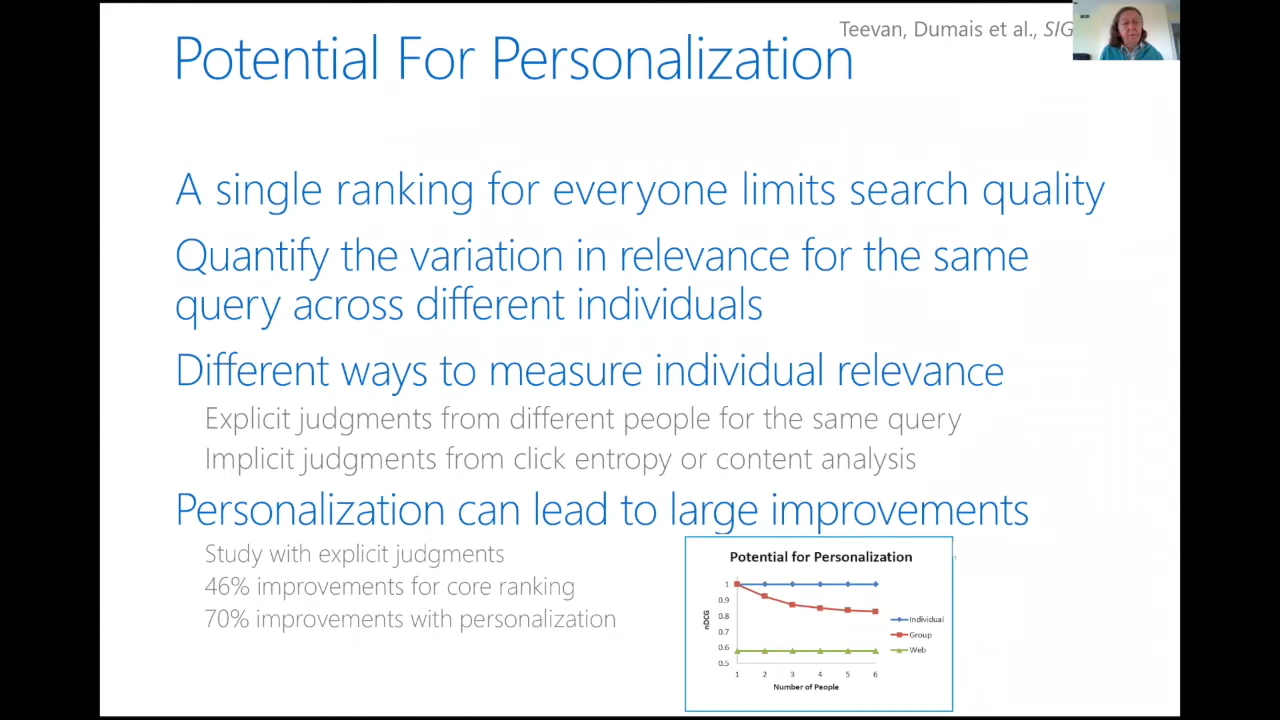 Teevan, Dumais et al., SIG
Potential For Personalization
A single ranking for everyone limits search quality
Quantify the variation in relevance for the same
query across different individuals
Different ways to measure individual relevance
Explicit judgments from different people for the same query
Implicit judgments from click entropy or content analysis
Personalization can lead to large improvements
Study with explicit judgments
46% improvements for core ranking
70% improvements with personalization
Potential for Personalization
nDCG
1
0.9
0.8
0.7
0.6
0.5
1 2 3 4 5 6
Number of People
Individual
Group
Web